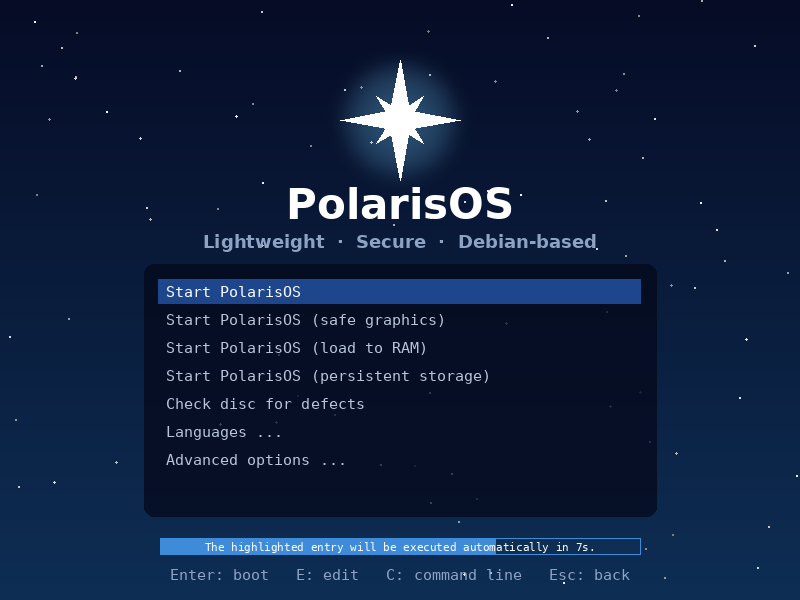 PolarisOS
Lightweight · Secure · Debian-based
Start PolarisOS
Start PolarisOS (safe graphics)
Start PolarisOS (load to RAM)
Start PolarisOS (persistent storage)
Check disc for defects
Languages ...
Advanced options ...
The highlighted entry will be executed automatically in 7s.
Enter: boot   E: edit   C: command line   Esc: back